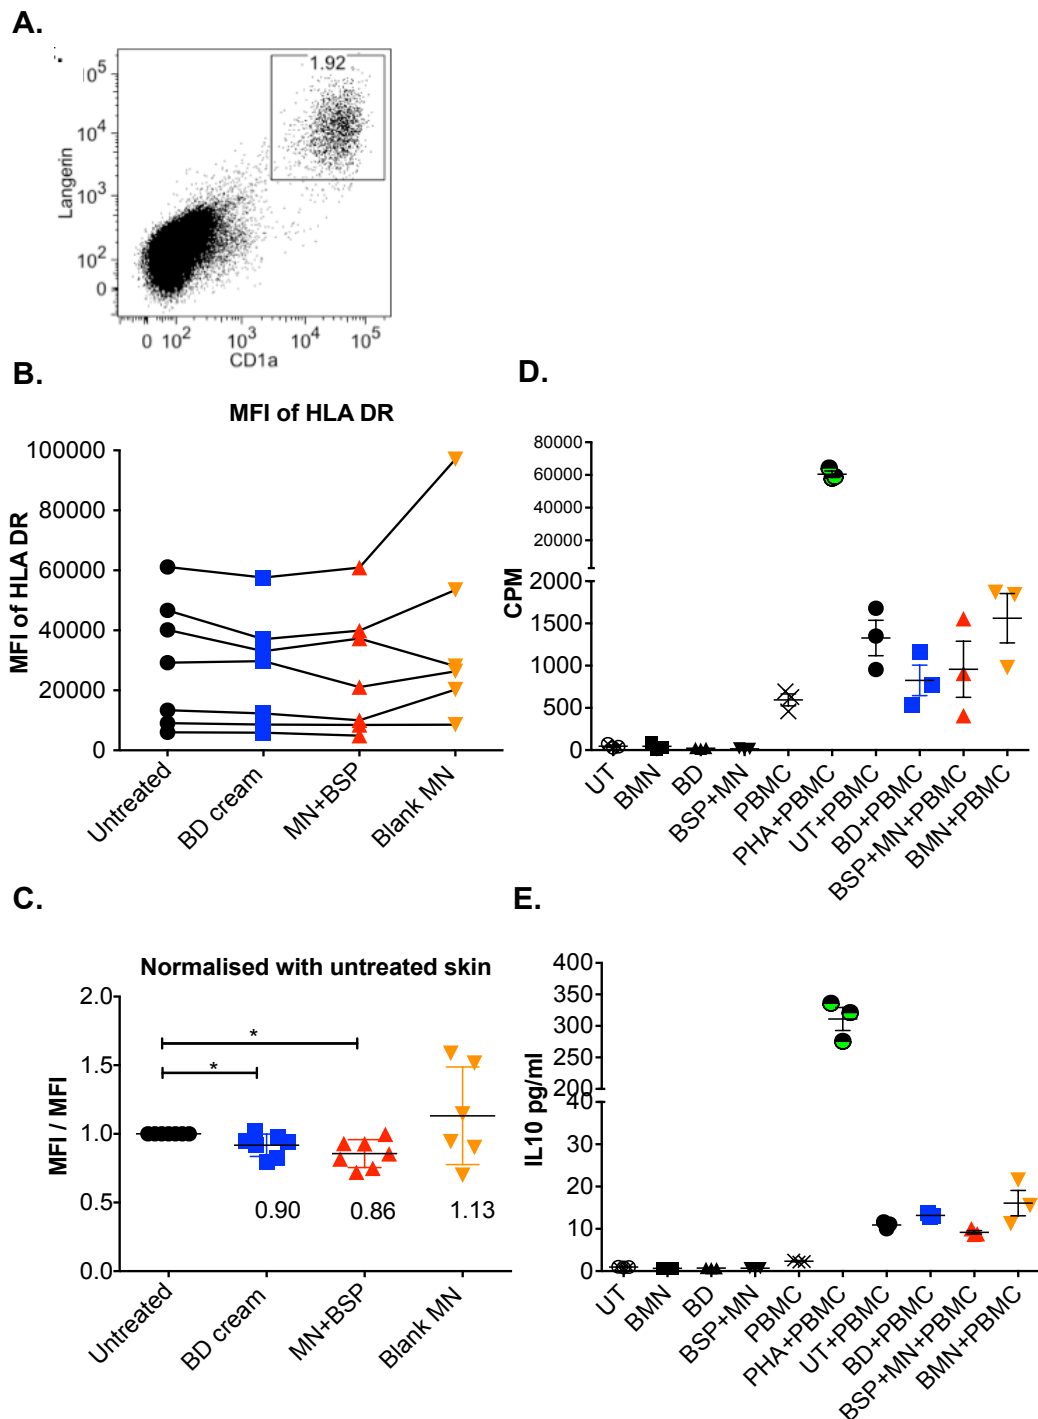 A.
1.92
10^5
10^4
10^3
10^2
0
Langerin
0 10^2 10^3 10^4 10^5
CD1a
B.
MFI of HLA DR
100000
80000
60000
40000
20000
0
MFI of HLA DR
Untreated
BD cream
MN+BSP
Blank MN
C.
Normalised with untreated skin
2.0
1.5
1.0
0.5
0.0
MFI / MFI
*
*
0.90 0.86 1.13
Untreated
BD cream
MN+BSP
Blank MN
D.
80000
60000
40000
20000
2000
1500
1000
500
0
CPM
UT
BMN
BD
BSP+MN
PBMC
PHA+PBMC
UT+PBMC
BD+PBMC
BSP+MN+PBMC
BMN+PBMC
E.
400
350
300
250
200
40
30
20
10
0
IL10 pg/ml
UT
BMN
BD
BSP+MN
PBMC
PHA+PBMC
UT+PBMC
BD+PBMC
BSP+MN+PBMC
BMN+PBMC